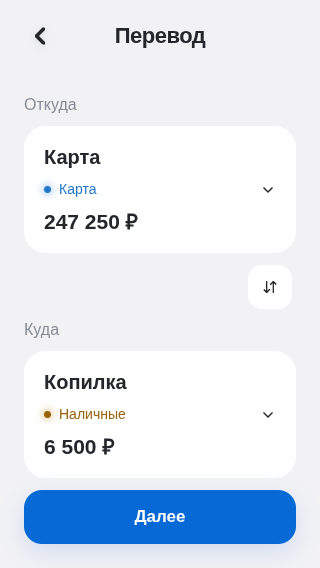 Перевод
Откуда
Карта
Карта
247 250 ₽
Куда
Копилка
Наличные
6 500 ₽
Далее